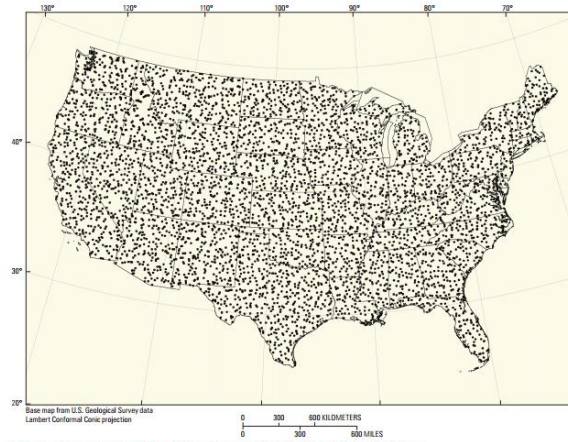 130° 120° 110° 100° 90° 80° 70°
40°
30°
20°
Base map from U.S. Geological Survey data
Lambert Conformal Conic projection
0 300 600 KILOMETERS
0 300 600 MILES